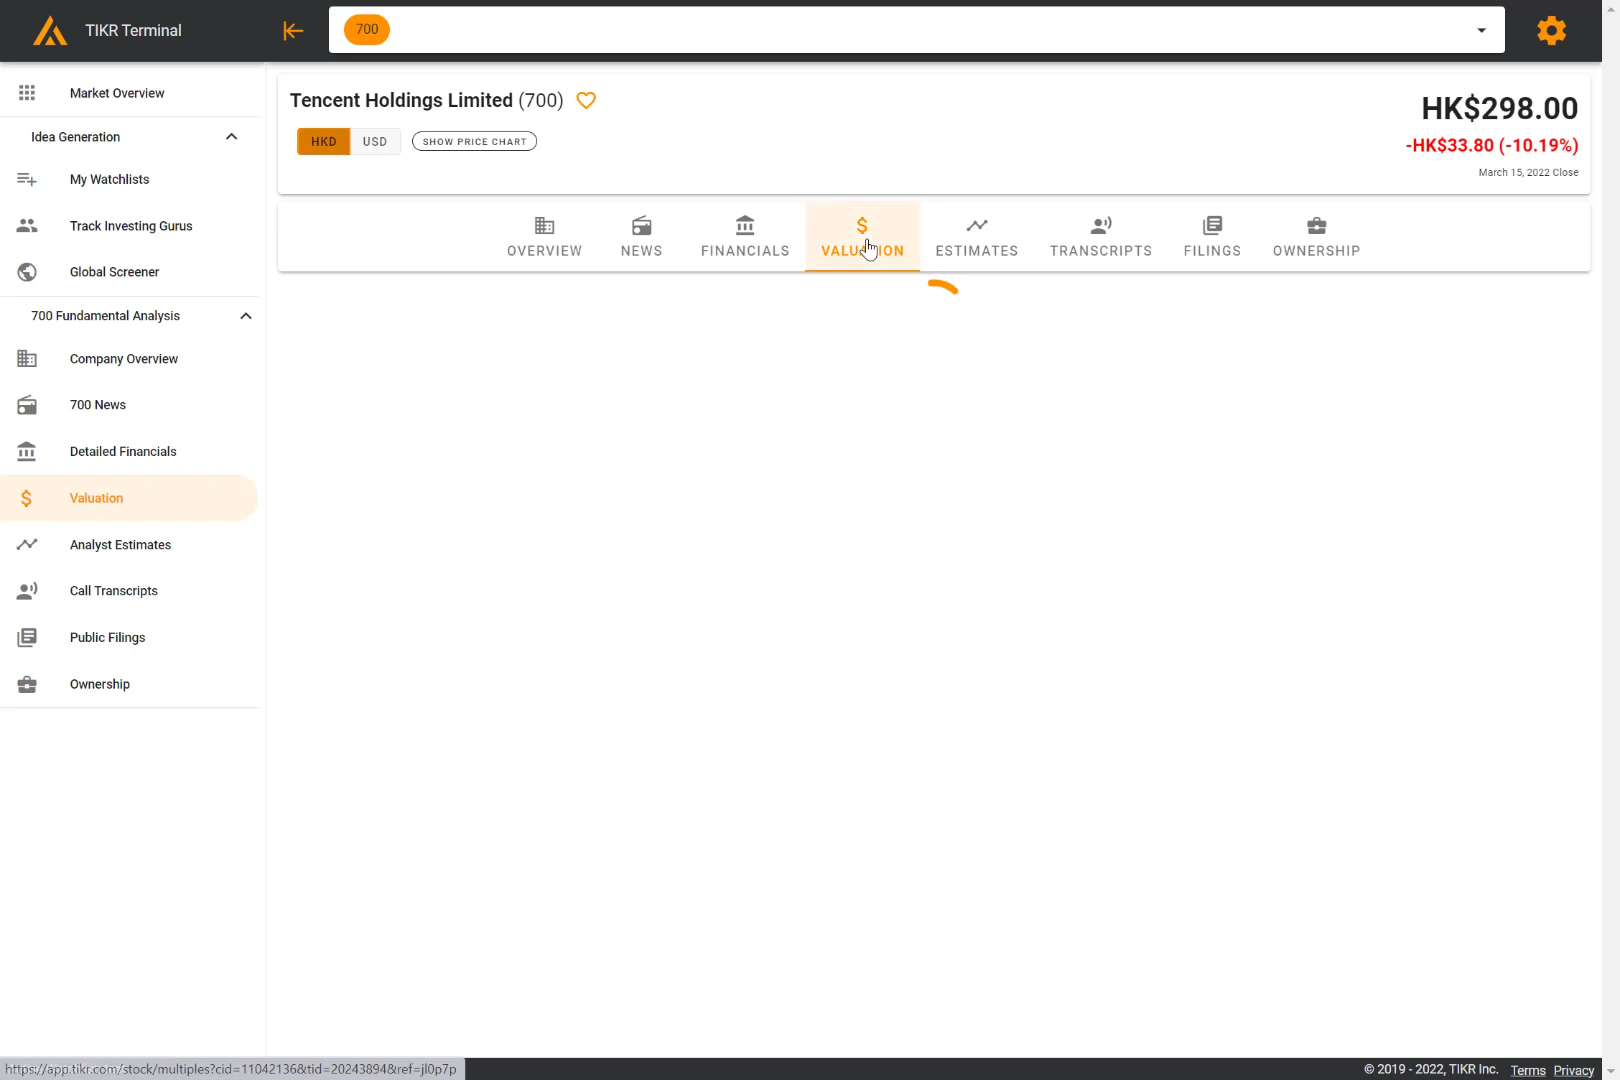 TIKR Terminal
700
Market Overview
Idea Generation
My Watchlists
Track Investing Gurus
Global Screener
700 Fundamental Analysis
Company Overview
700 News
Detailed Financials
Valuation
Analyst Estimates
Call Transcripts
Public Filings
Ownership
Tencent Holdings Limited (700)
HKD USD SHOW PRICE CHART
HK$298.00
-HK$33.80 (-10.19%)
March 15, 2022 Close
OVERVIEW NEWS FINANCIALS VALUATION ESTIMATES TRANSCRIPTS FILINGS OWNERSHIP
https://app.tikr.com/stock/multiples?cid=11042136&tid=20243894&ref=jl0p7p
© 2019 - 2022, TIKR Inc. Terms Privacy